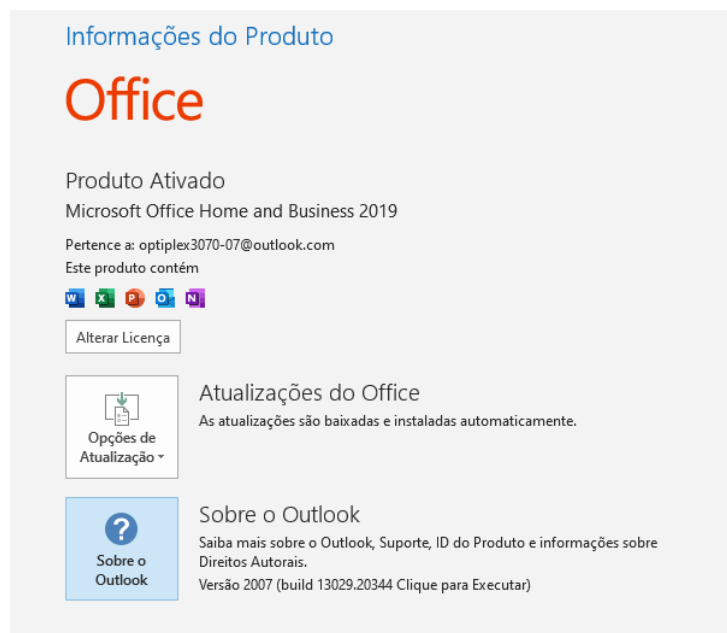 Informações do Produto
Office
Produto Ativado
Microsoft Office Home and Business 2019
Pertence a: optiplex3070-07@outlook.com
Este produto contém
Alterar Licença
Opções de
Atualização
Atualizações do Office
As atualizações são baixadas e instaladas automaticamente.
Sobre o
Outlook
Sobre o Outlook
Saiba mais sobre o Outlook, Suporte, ID do Produto e informações sobre
Direitos Autorais.
Versão 2007 (build 13029.20344 Clique para Executar)